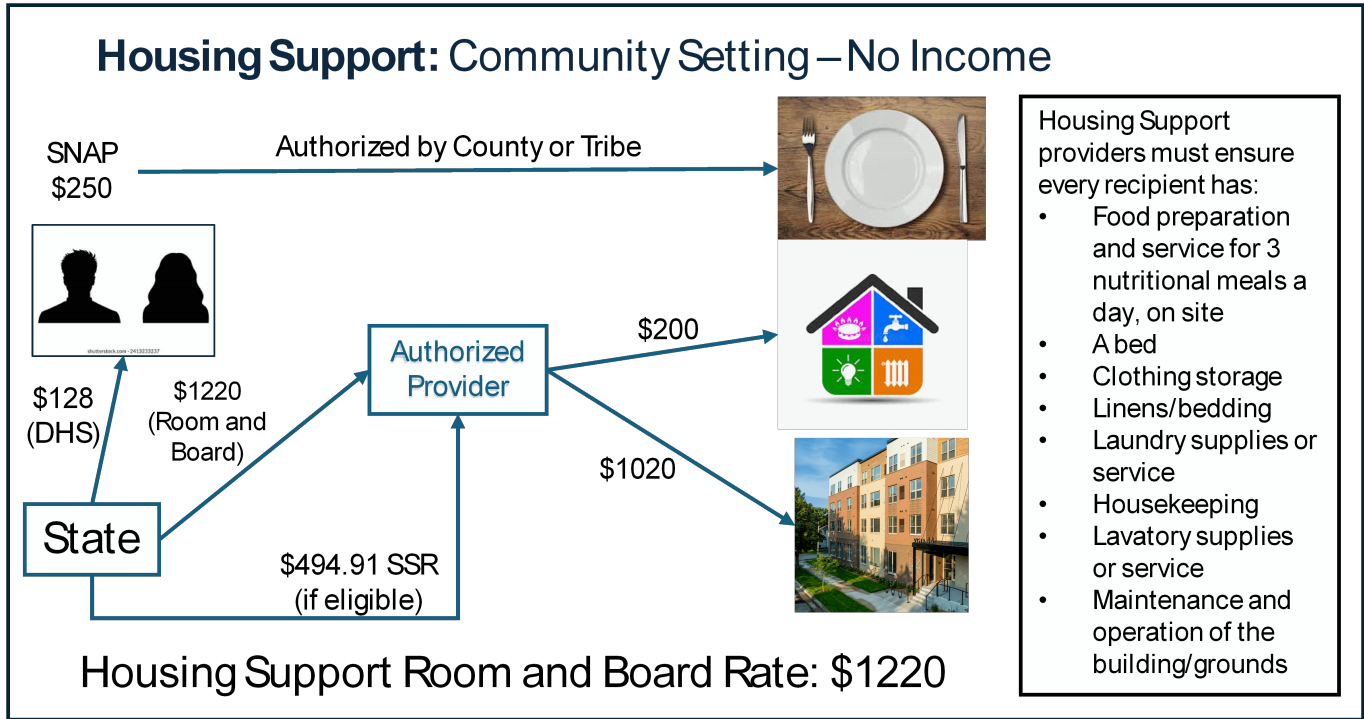 Housing Support: Community Setting – No Income
SNAP
$250
Authorized by County or Tribe
shutterstock.com · 2413233237
$128
(DHS)
$1220
(Room and
Board)
Authorized
Provider
$200
$1020
State
$494.91 SSR
(if eligible)
Housing Support Room and Board Rate: $1220
Housing Support
providers must ensure
every recipient has:
• Food preparation
and service for 3
nutritional meals a
day, on site
• A bed
• Clothing storage
• Linens/bedding
• Laundry supplies or
service
• Housekeeping
• Lavatory supplies
or service
• Maintenance and
operation of the
building/grounds